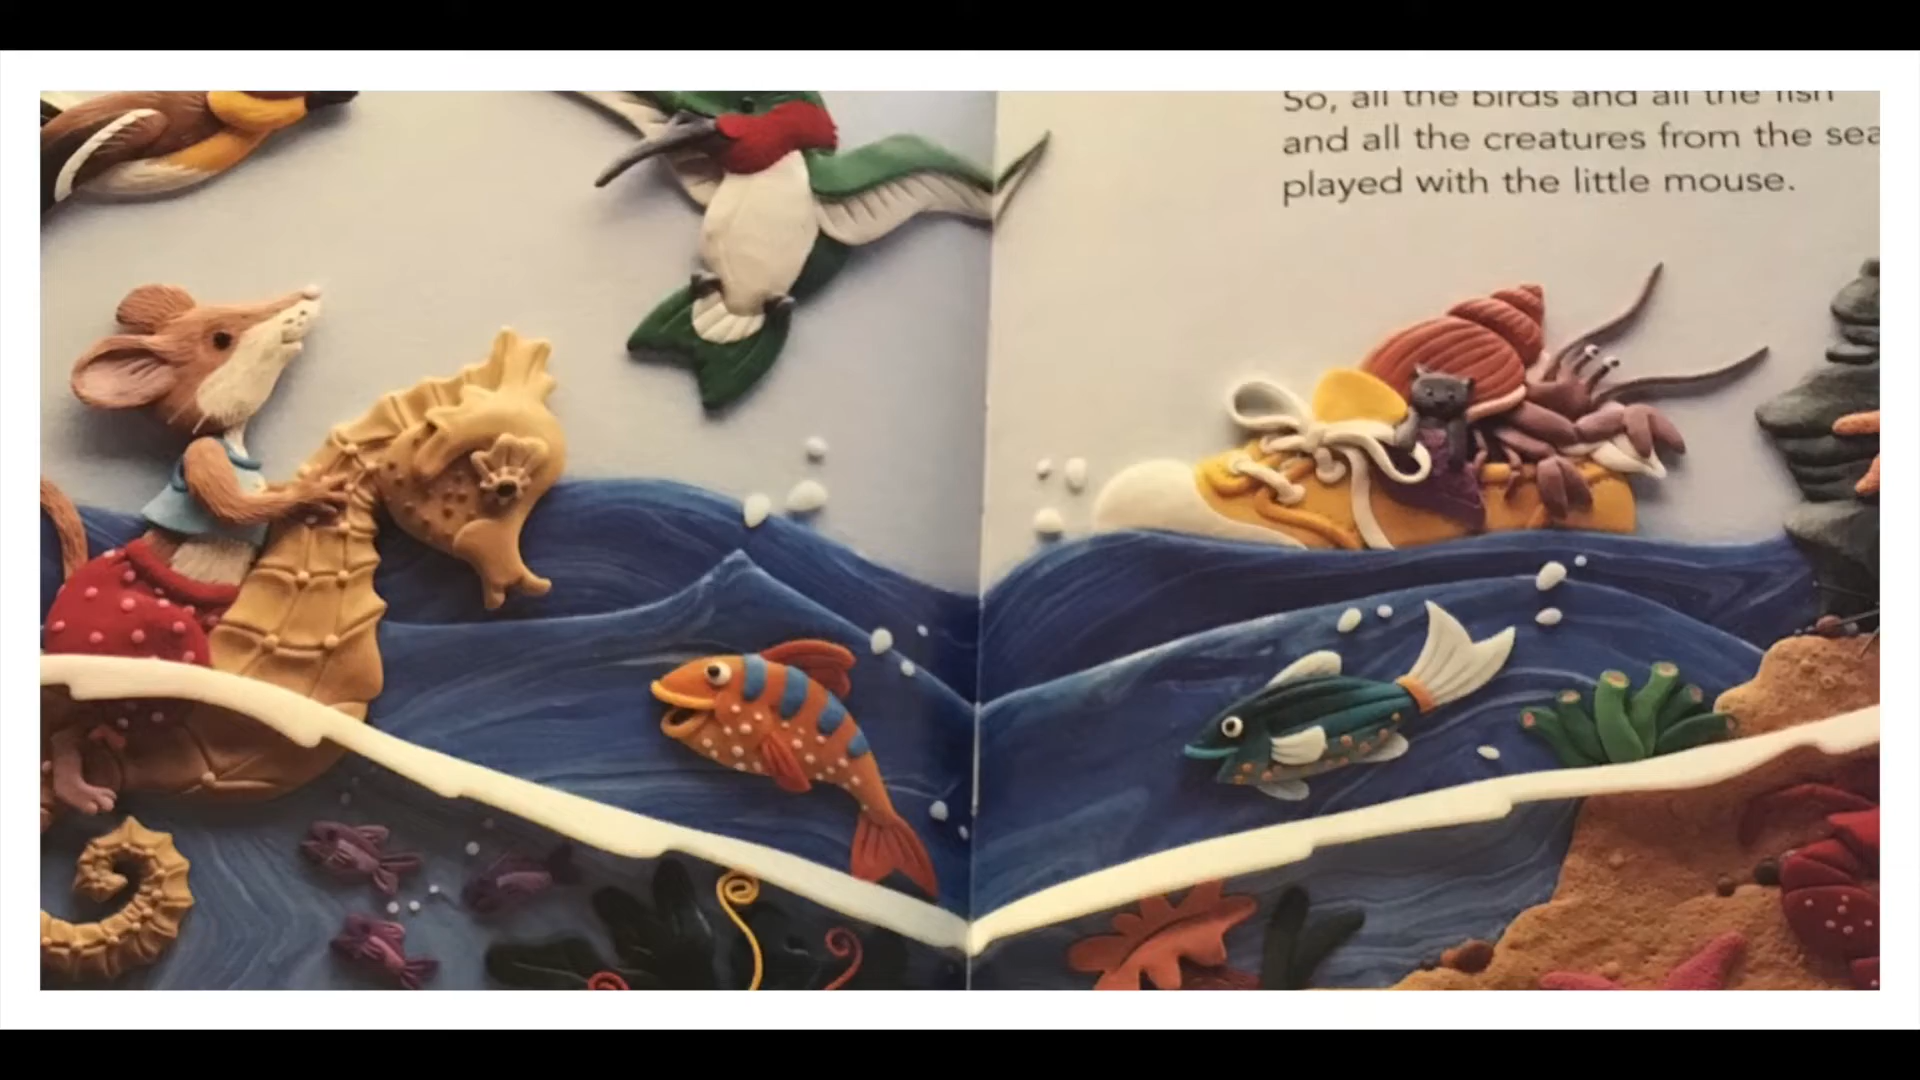 So, all the birds and all the fish
and all the creatures from the sea
played with the little mouse.